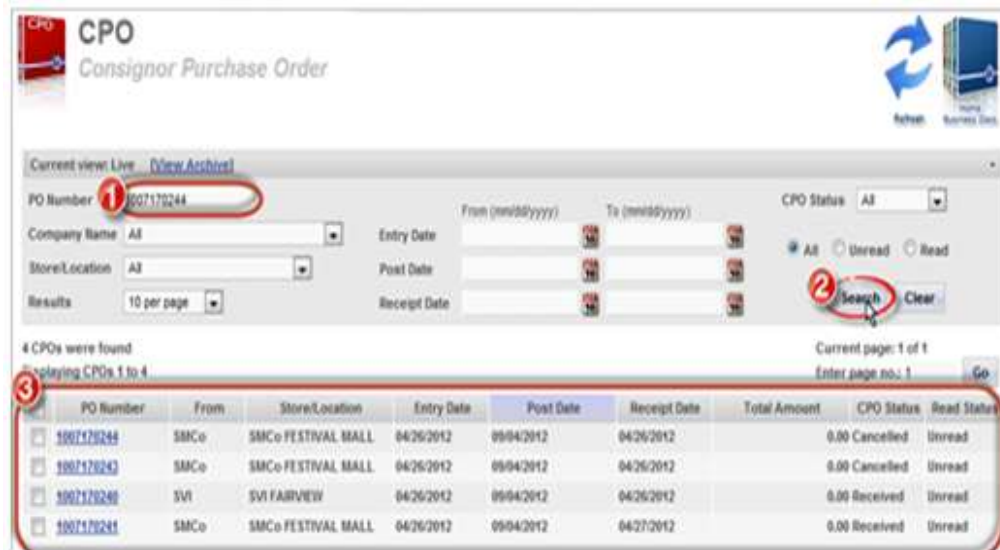 CPO
CPO
Consignor Purchase Order
Refresh
Home
Business Docs
Current view: Live [View Archive]
1
PO Number 1007170244
From (mm/dd/yyyy) To (mm/dd/yyyy)
CPO Status All
Company Name All
Entry Date
All Unread Read
Store/Location All
Post Date
2
Results 10 per page
Receipt Date
Search Clear
4 CPOs were found
Current page: 1 of 1
Displaying CPOs 1 to 4
Enter page no.: 1 Go
3
PO Number From Store/Location Entry Date Post Date Receipt Date Total Amount CPO Status Read Status
1007170244 SMCo SMCo FESTIVAL MALL 04/26/2012 09/04/2012 04/26/2012 0.00 Cancelled Unread
1007170243 SMCo SMCo FESTIVAL MALL 04/26/2012 09/04/2012 04/26/2012 0.00 Cancelled Unread
1007170240 SVI SVI FAIRVIEW 04/26/2012 09/04/2012 04/26/2012 0.00 Received Unread
1007170241 SMCo SMCo FESTIVAL MALL 04/26/2012 09/04/2012 04/27/2012 0.00 Received Unread